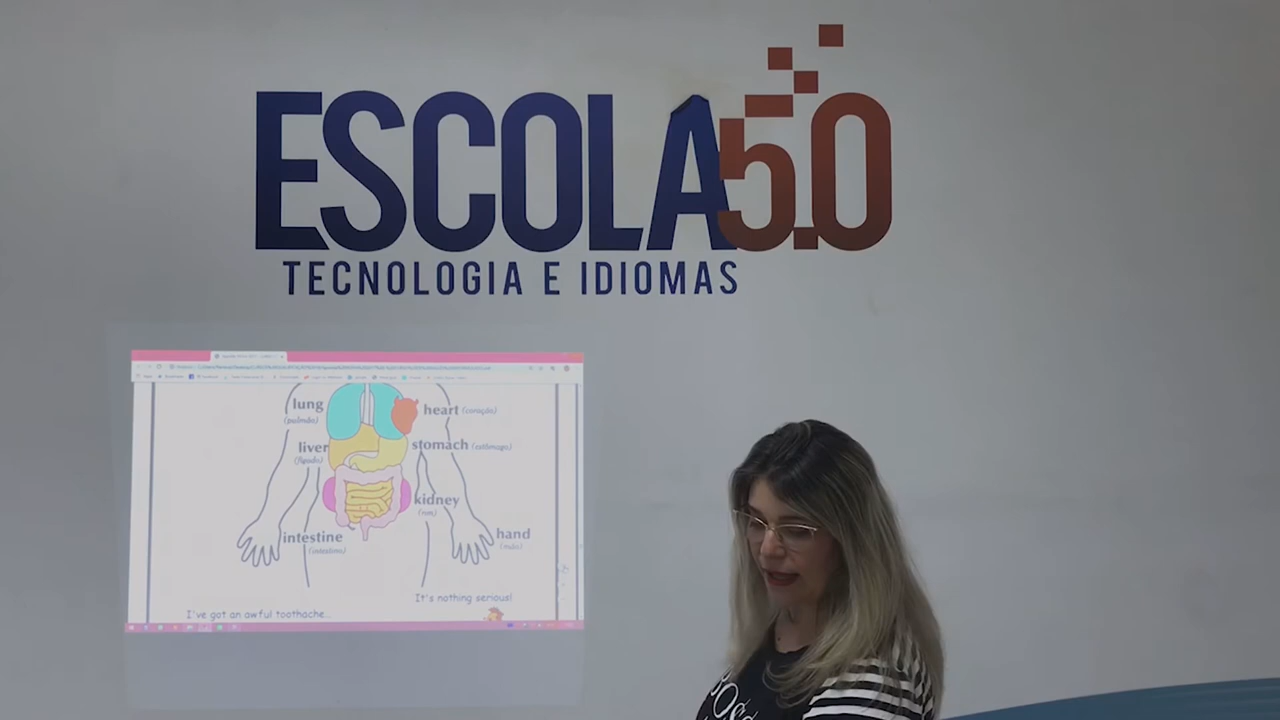 ESCOLA 5.0
TECNOLOGIA E IDIOMAS
lung
(pulmão)
heart (coração)
liver
(fígado)
stomach (estômago)
kidney
(rim)
intestine
(intestino)
hand
(mão)
It's nothing serious!
I've got an awful toothache...